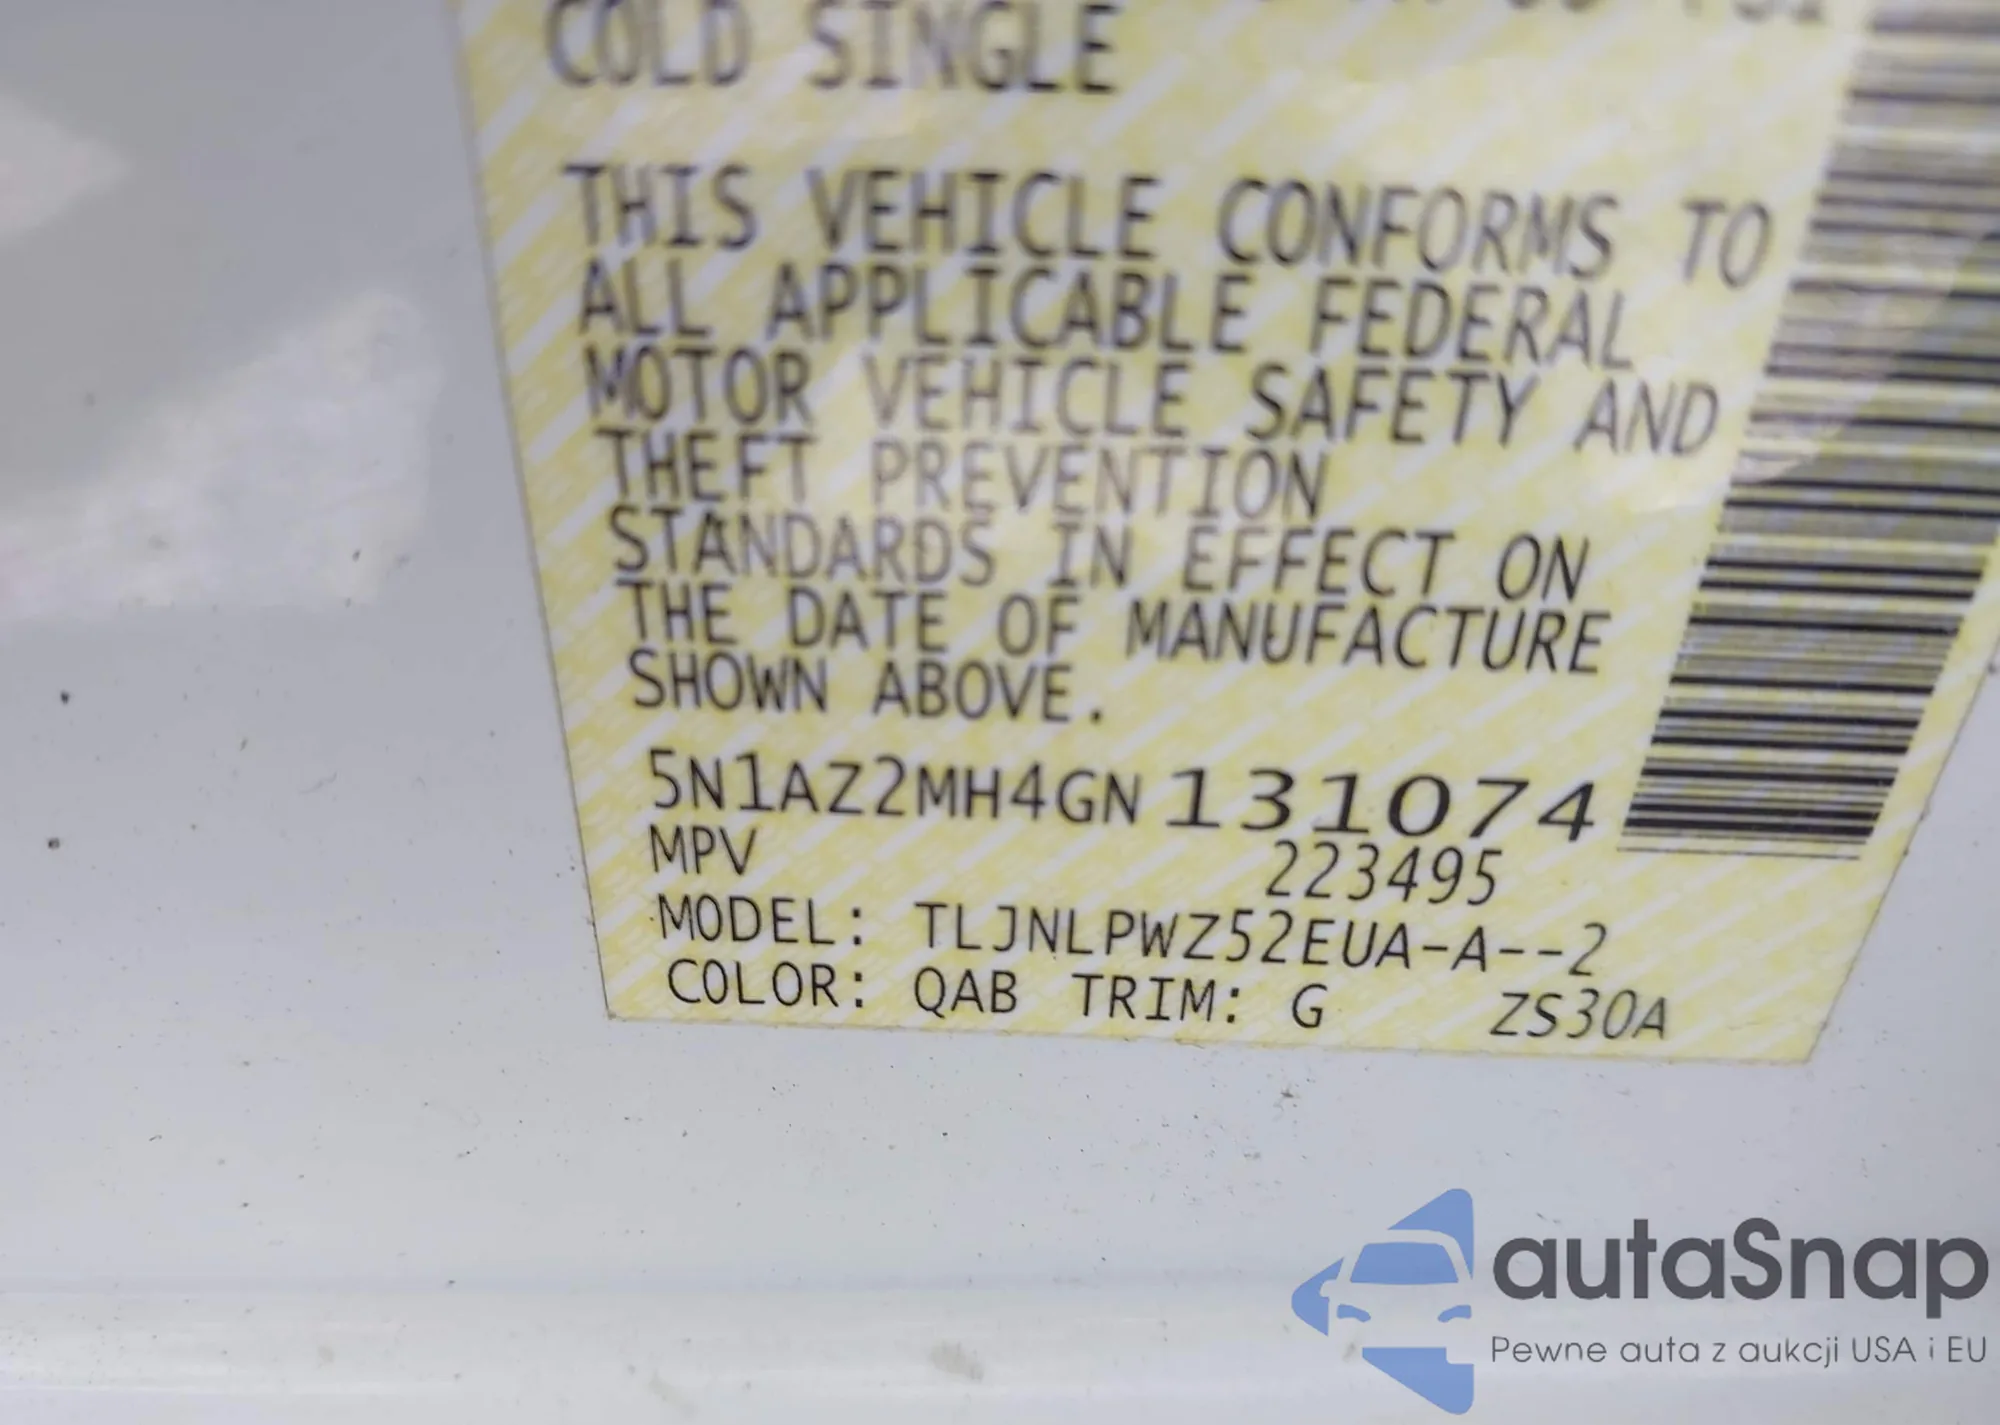 COLD SINGLE
THIS VEHICLE CONFORMS TO
ALL APPLICABLE FEDERAL
MOTOR VEHICLE SAFETY AND
THEFT PREVENTION
STANDARDS IN EFFECT ON
THE DATE OF MANUFACTURE
SHOWN ABOVE.
5N1AZ2MH4GN131074
MPV 223495
MODEL: TLJNLPWZ52EUA-A--2
COLOR: QAB TRIM: G ZS30A
autaSnap
Pewne auta z aukcji USA i EU